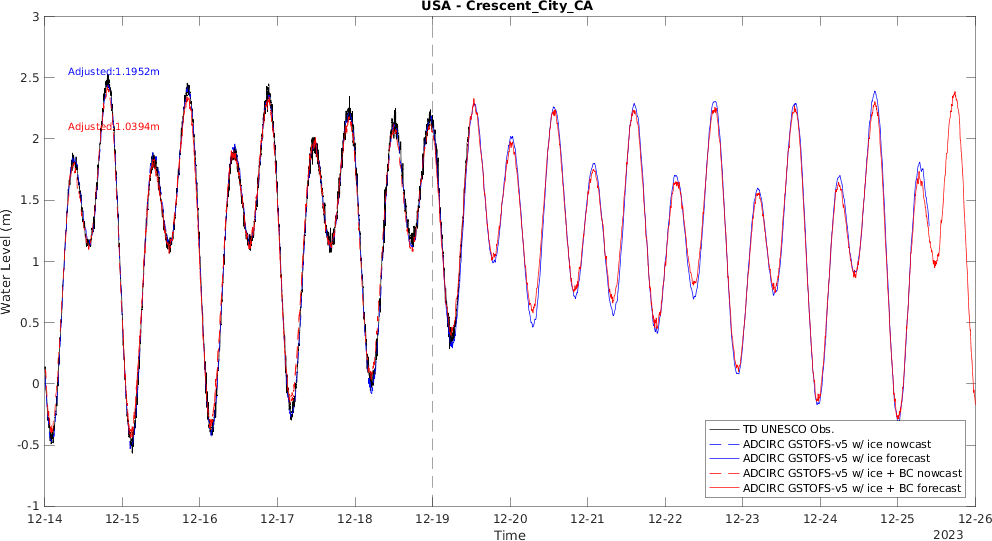 USA - Crescent_City_CA
3
2.5
2
1.5
1
0.5
0
-0.5
-1
Water Level (m)
Adjusted:1.1952m
Adjusted:1.0394m
TD UNESCO Obs.
ADCIRC GSTOFS-v5 w/ ice nowcast
ADCIRC GSTOFS-v5 w/ ice forecast
ADCIRC GSTOFS-v5 w/ ice + BC nowcast
ADCIRC GSTOFS-v5 w/ ice + BC forecast
12-14 12-15 12-16 12-17 12-18 12-19 12-20 12-21 12-22 12-23 12-24 12-25 12-26
Time
2023